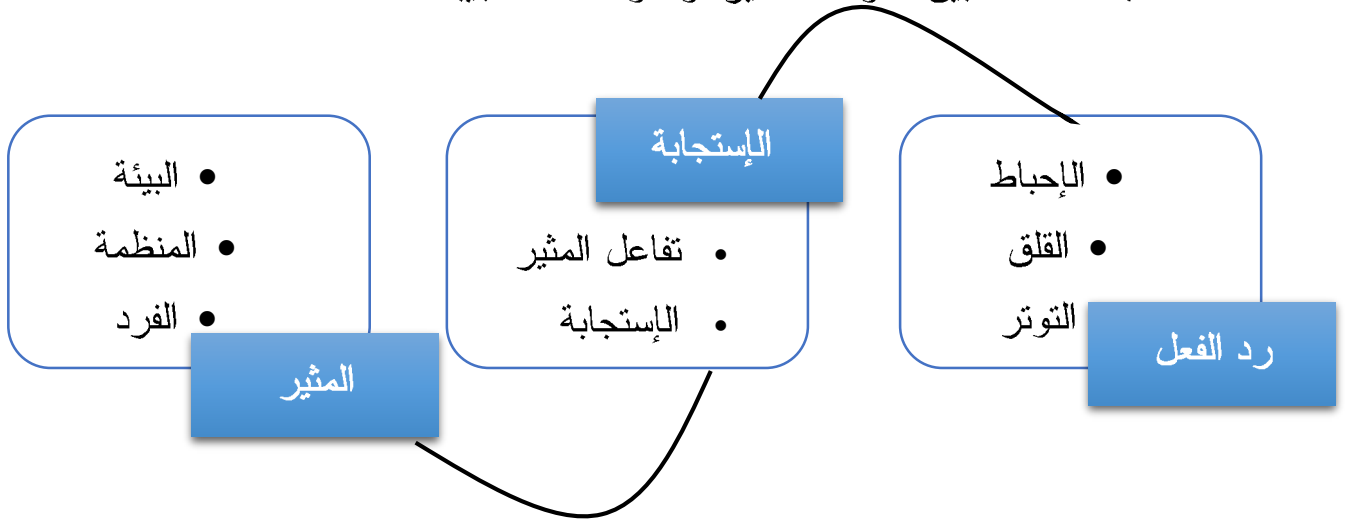 • الإحباط
• القلق
التوتر
رد الفعل
الإستجابة
• تفاعل المثير
• الإستجابة
• البيئة
• المنظمة
• الفرد
المثير